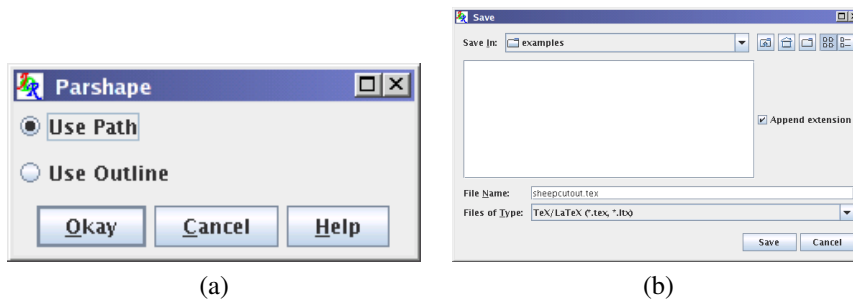 Parshape
Use Path
Use Outline
Okay Cancel Help
(a)
Save
Save In: examples
Append extension
File Name: sheepcutout.tex
Files of Type: TeX/LaTeX (*.tex, *.ltx)
Save Cancel
(b)